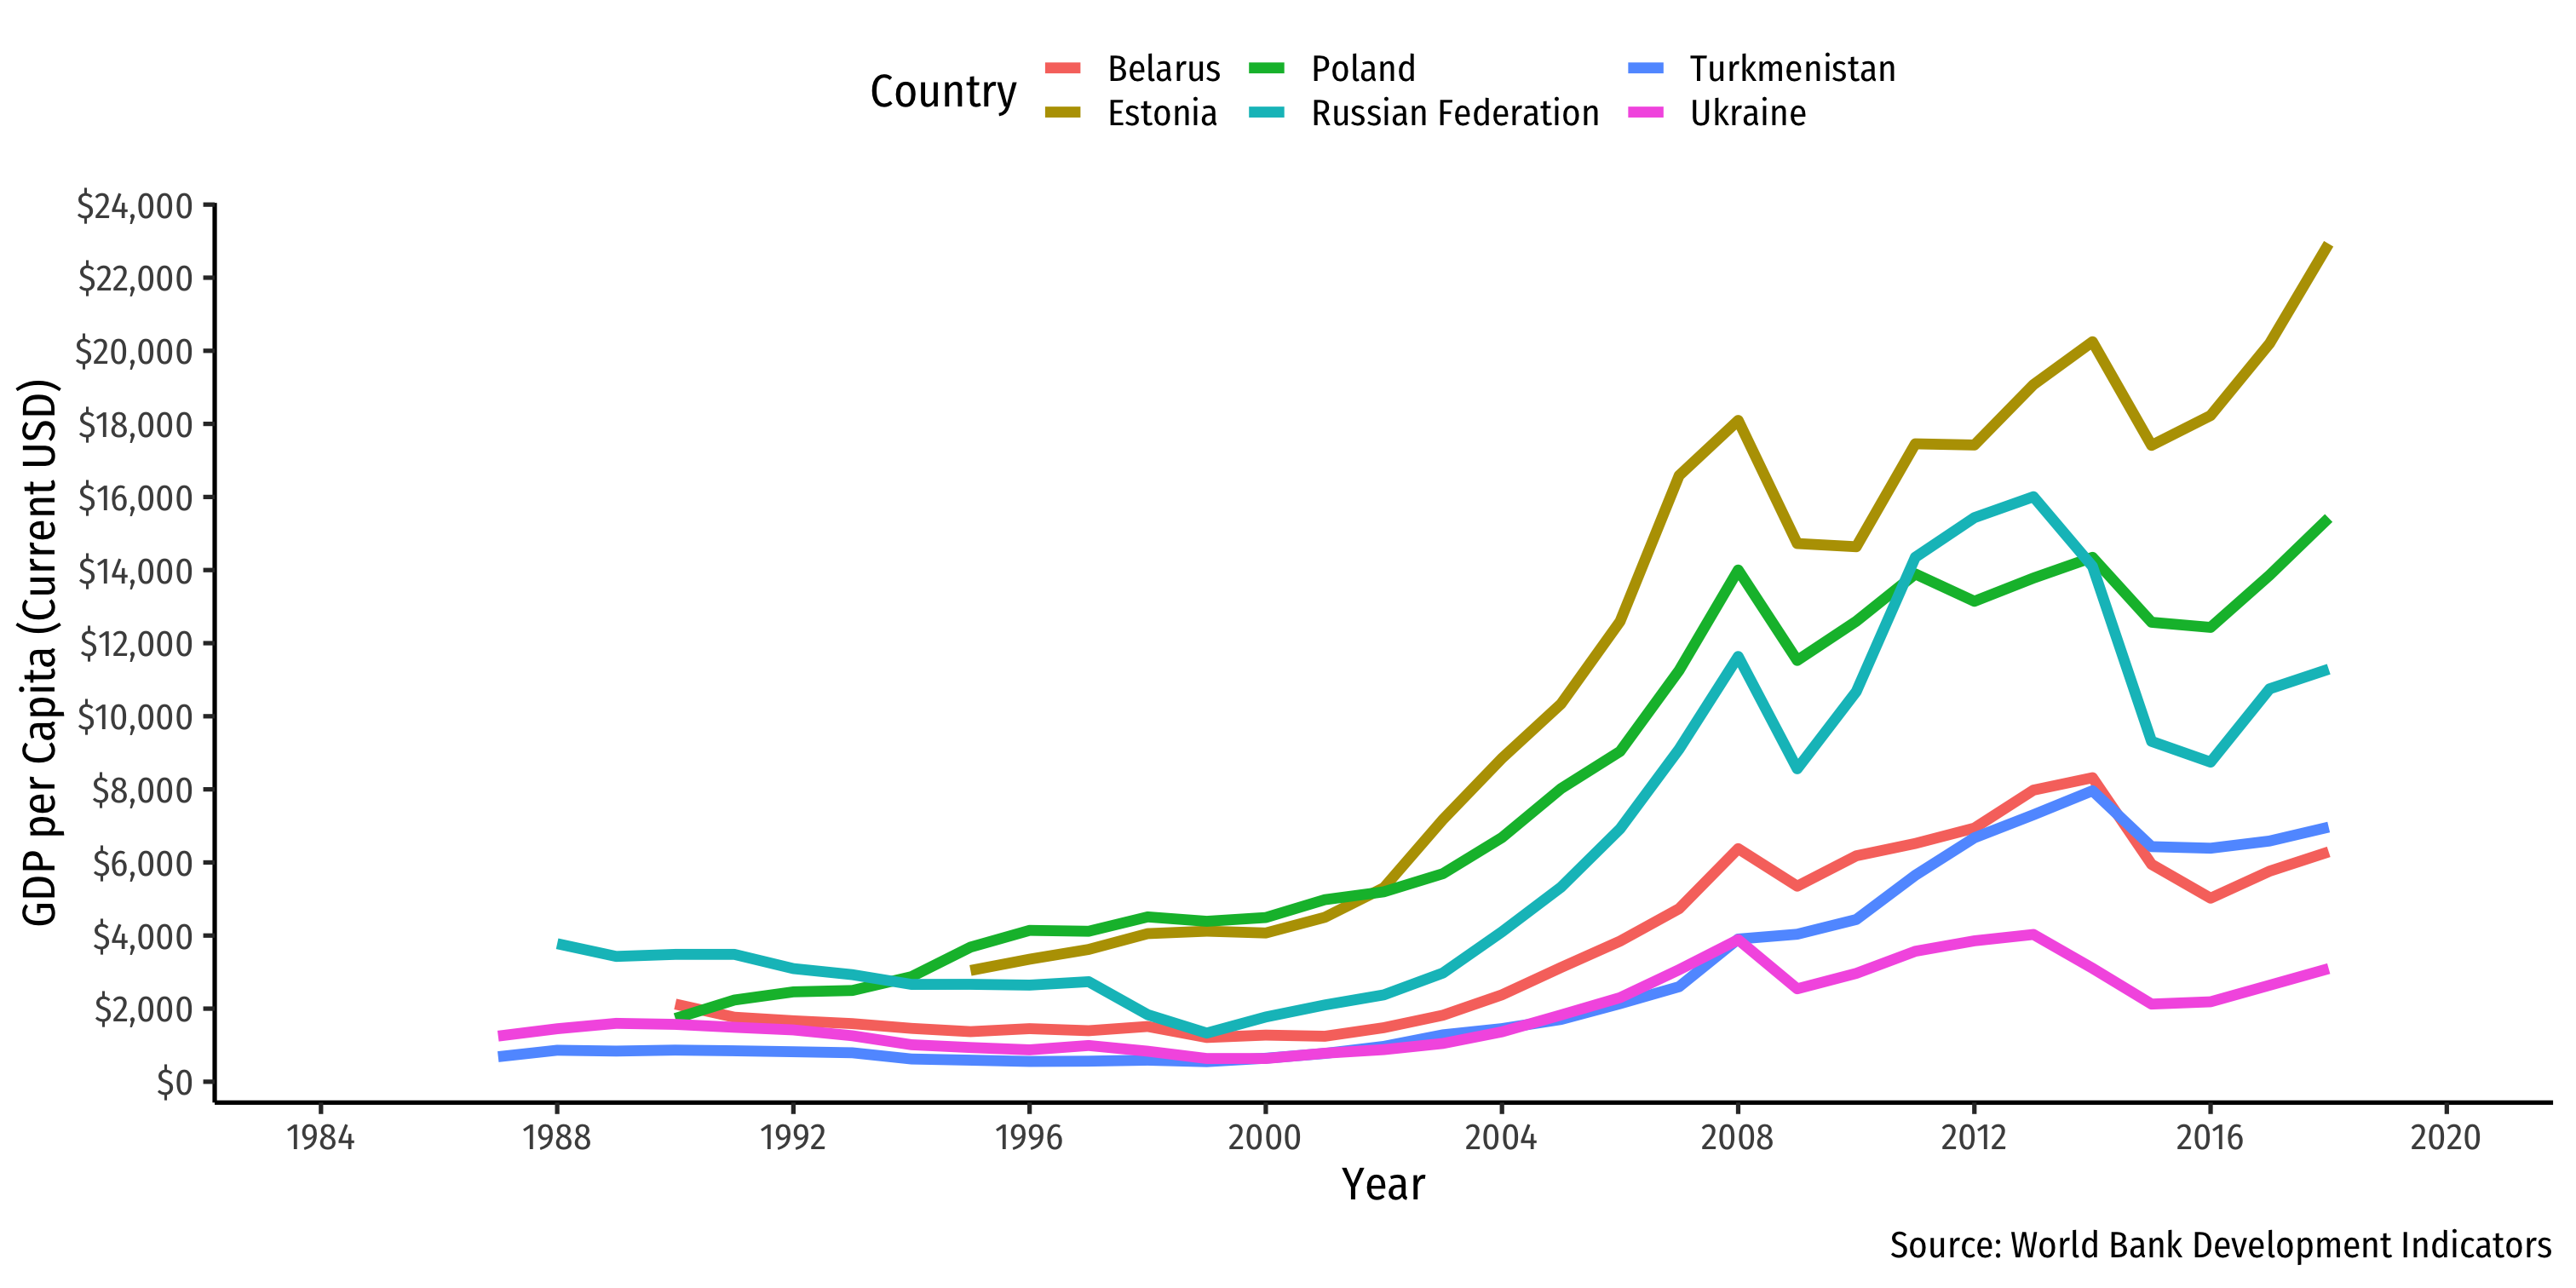 Country
Belarus Poland Turkmenistan
Estonia Russian Federation Ukraine
$24,000
$22,000
$20,000
$18,000
$16,000
$14,000
$12,000
$10,000
$8,000
$6,000
$4,000
$2,000
$0
GDP per Capita (Current USD)
1984 1988 1992 1996 2000 2004 2008 2012 2016 2020
Year
Source: World Bank Development Indicators